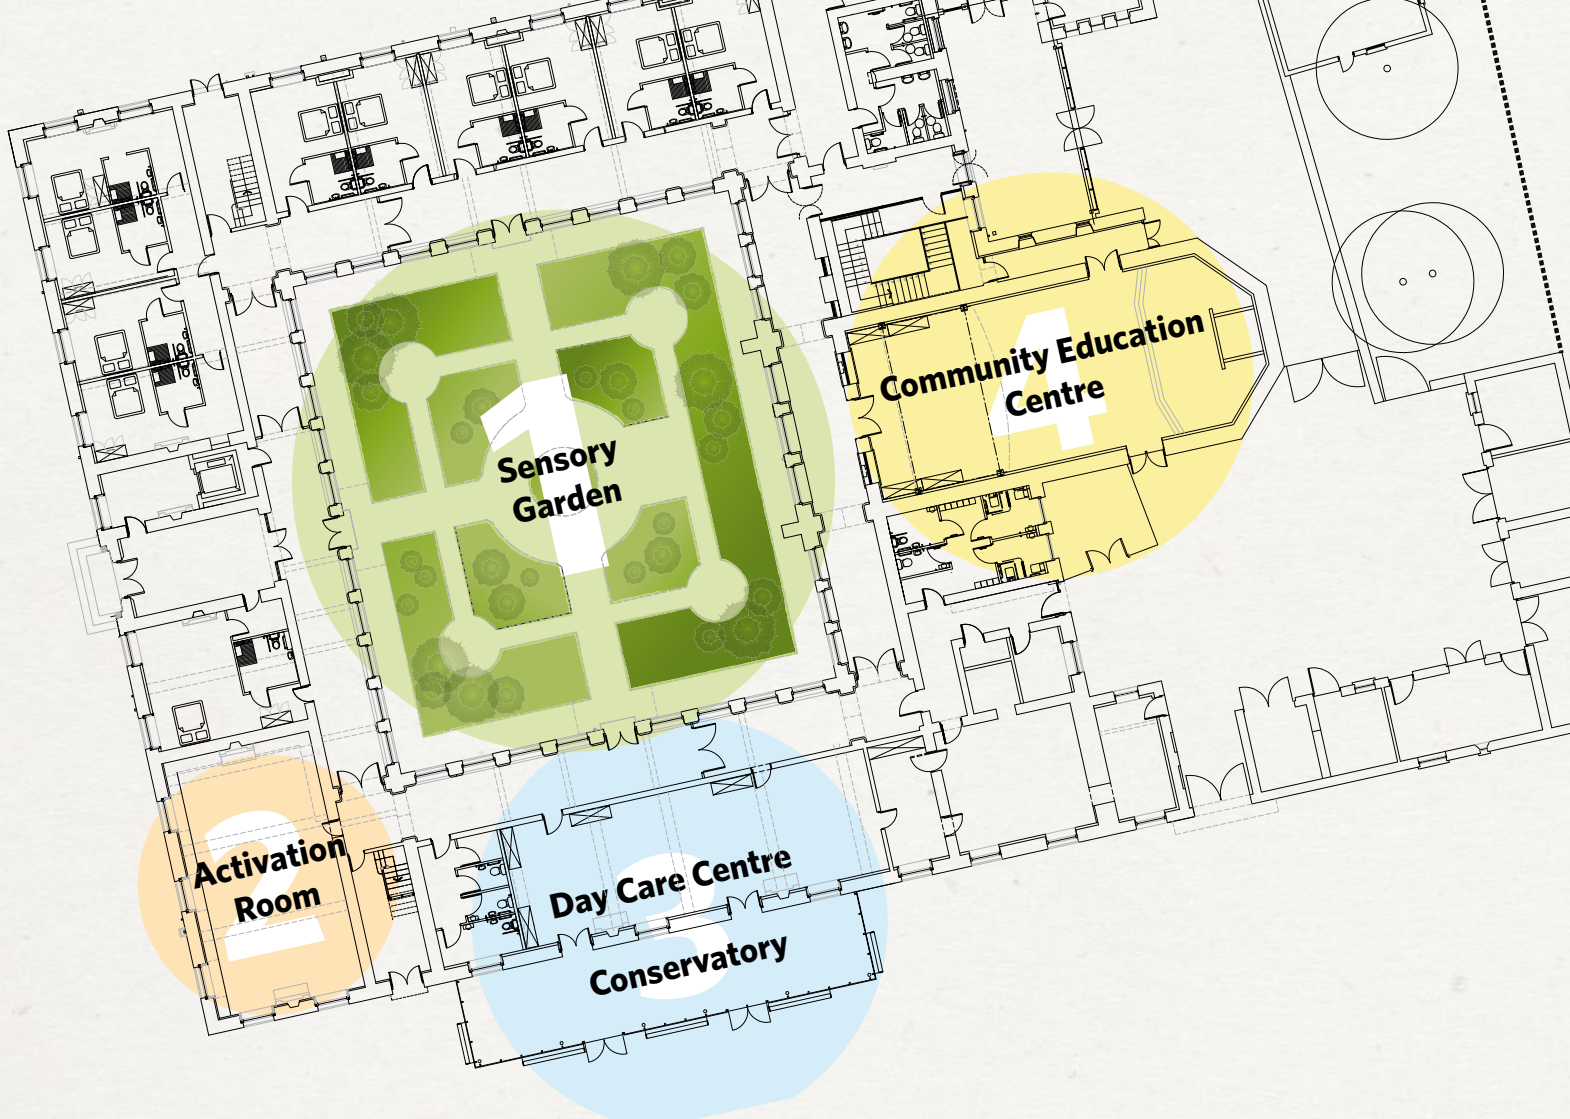 1
Sensory
Garden
4
Community Education
Centre
2
Activation
Room
3
Day Care Centre
Conservatory